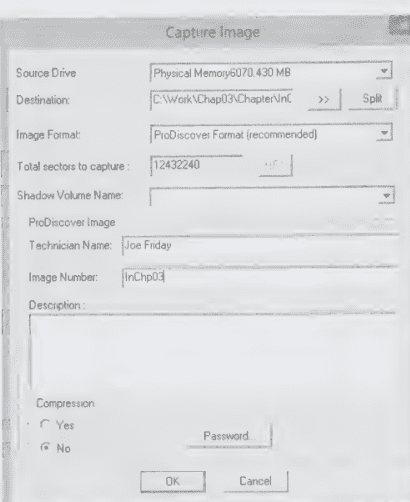 Capture Image
Source Drive Physical Memory6070.430 MB
Destination: C:\Work\Chap03\Chapter\InC >> Split
Image Format: ProDiscover Format (recommended)
Total sectors to capture : 12432240
Shadow Volume Name:
ProDiscover Image
Technician Name: Joe Friday
Image Number: InChp03
Description :
Compression
Yes
No
Password...
OK Cancel